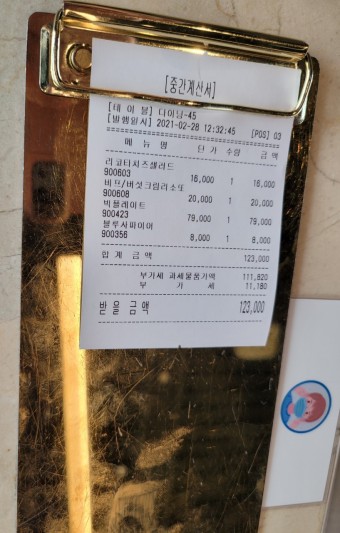 [중간계산서]
[테 이 블] 다이닝-45
[발행일시] 2021-02-28 12:32:45 [POS] 03
메 뉴 명 단 가 수량 금 액
리코타치즈샐러드
900603 16,000 1 16,000
비프/버섯크림리소또
900608 20,000 1 20,000
빅플레이트
900423 79,000 1 79,000
블루사파이어
900356 8,000 1 8,000
합 계 금 액 123,000
부가세 과세물품가액 111,820
부 가 세 11,180
받을 금액 123,000